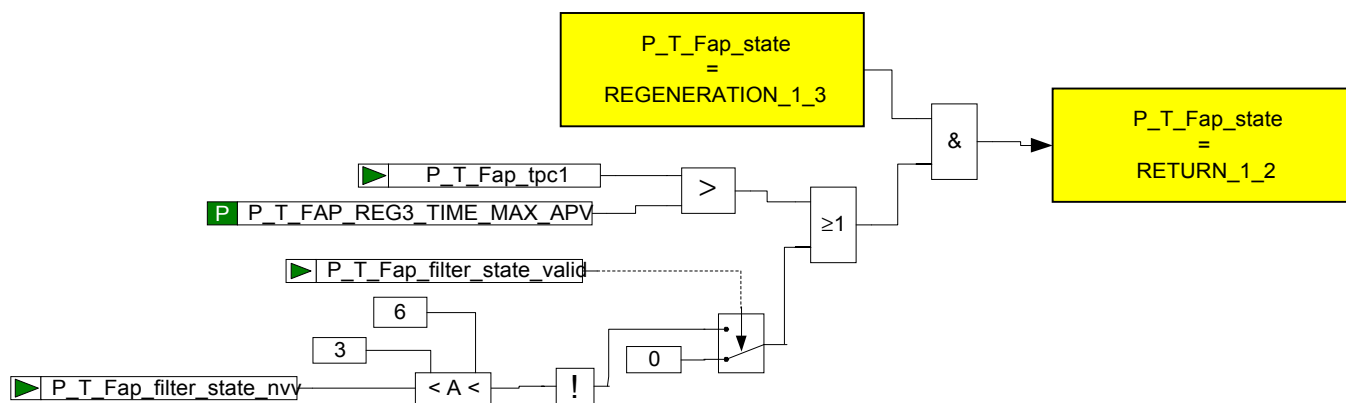 P_T_Fap_state
=
REGENERATION_1_3
P_T_Fap_state
=
RETURN_1_2
&
P_T_Fap_tpc1
>
P P_T_FAP_REG3_TIME_MAX_APV
≥1
P_T_Fap_filter_state_valid
6
3
0
P_T_Fap_filter_state_nvv
< A <
!